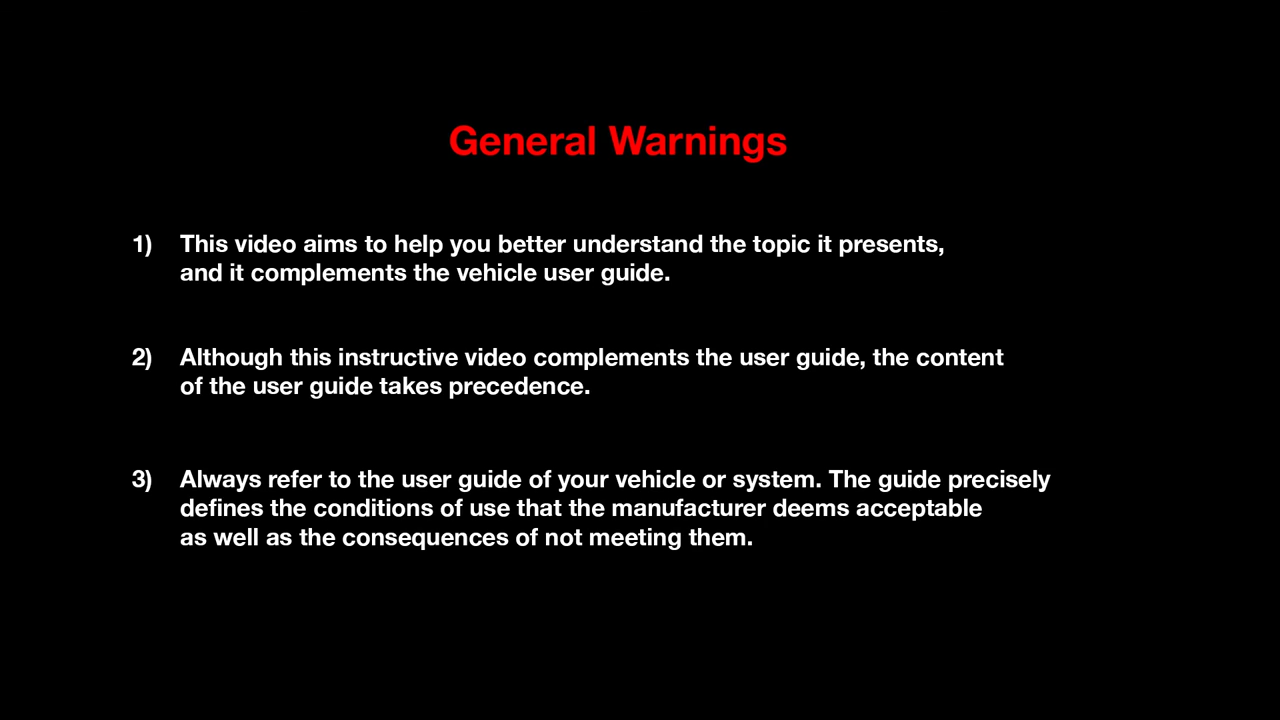 General Warnings
1) This video aims to help you better understand the topic it presents,
and it complements the vehicle user guide.
2) Although this instructive video complements the user guide, the content
of the user guide takes precedence.
3) Always refer to the user guide of your vehicle or system. The guide precisely
defines the conditions of use that the manufacturer deems acceptable
as well as the consequences of not meeting them.